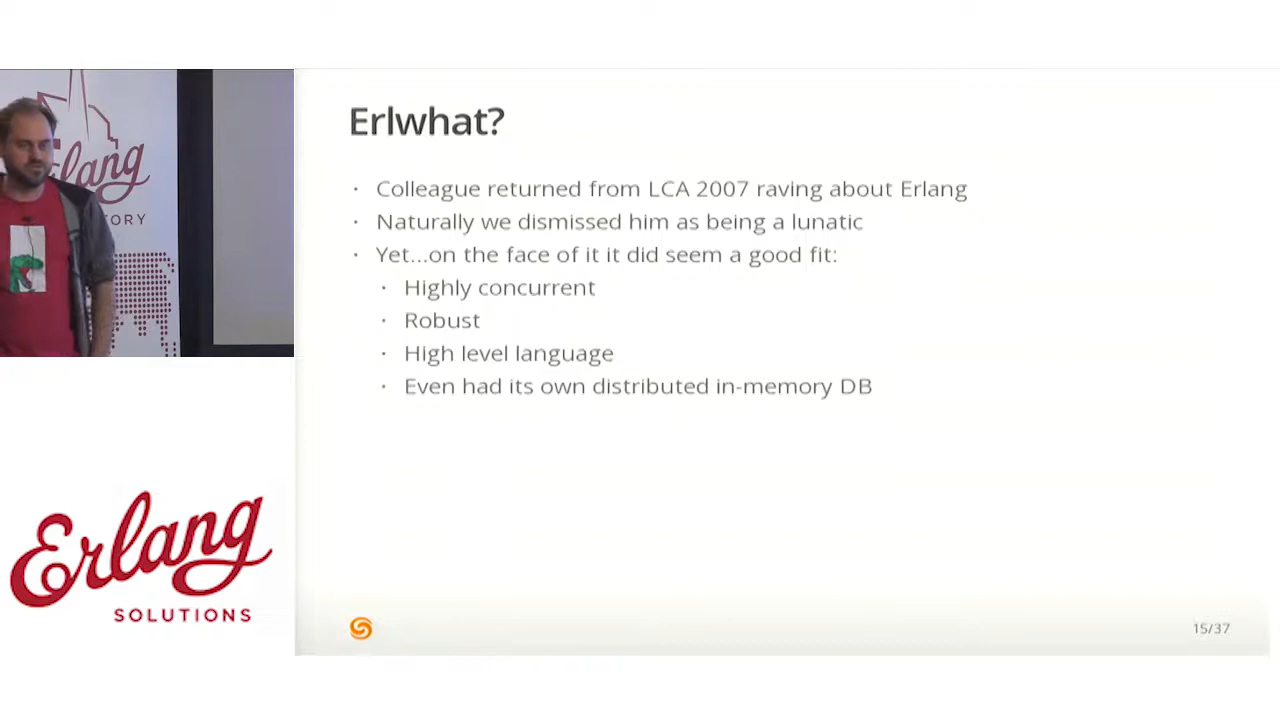 Erlwhat?
· Colleague returned from LCA 2007 raving about Erlang
· Naturally we dismissed him as being a lunatic
· Yet...on the face of it it did seem a good fit:
· Highly concurrent
· Robust
· High level language
· Even had its own distributed in-memory DB
Erlang
SOLUTIONS
15/37